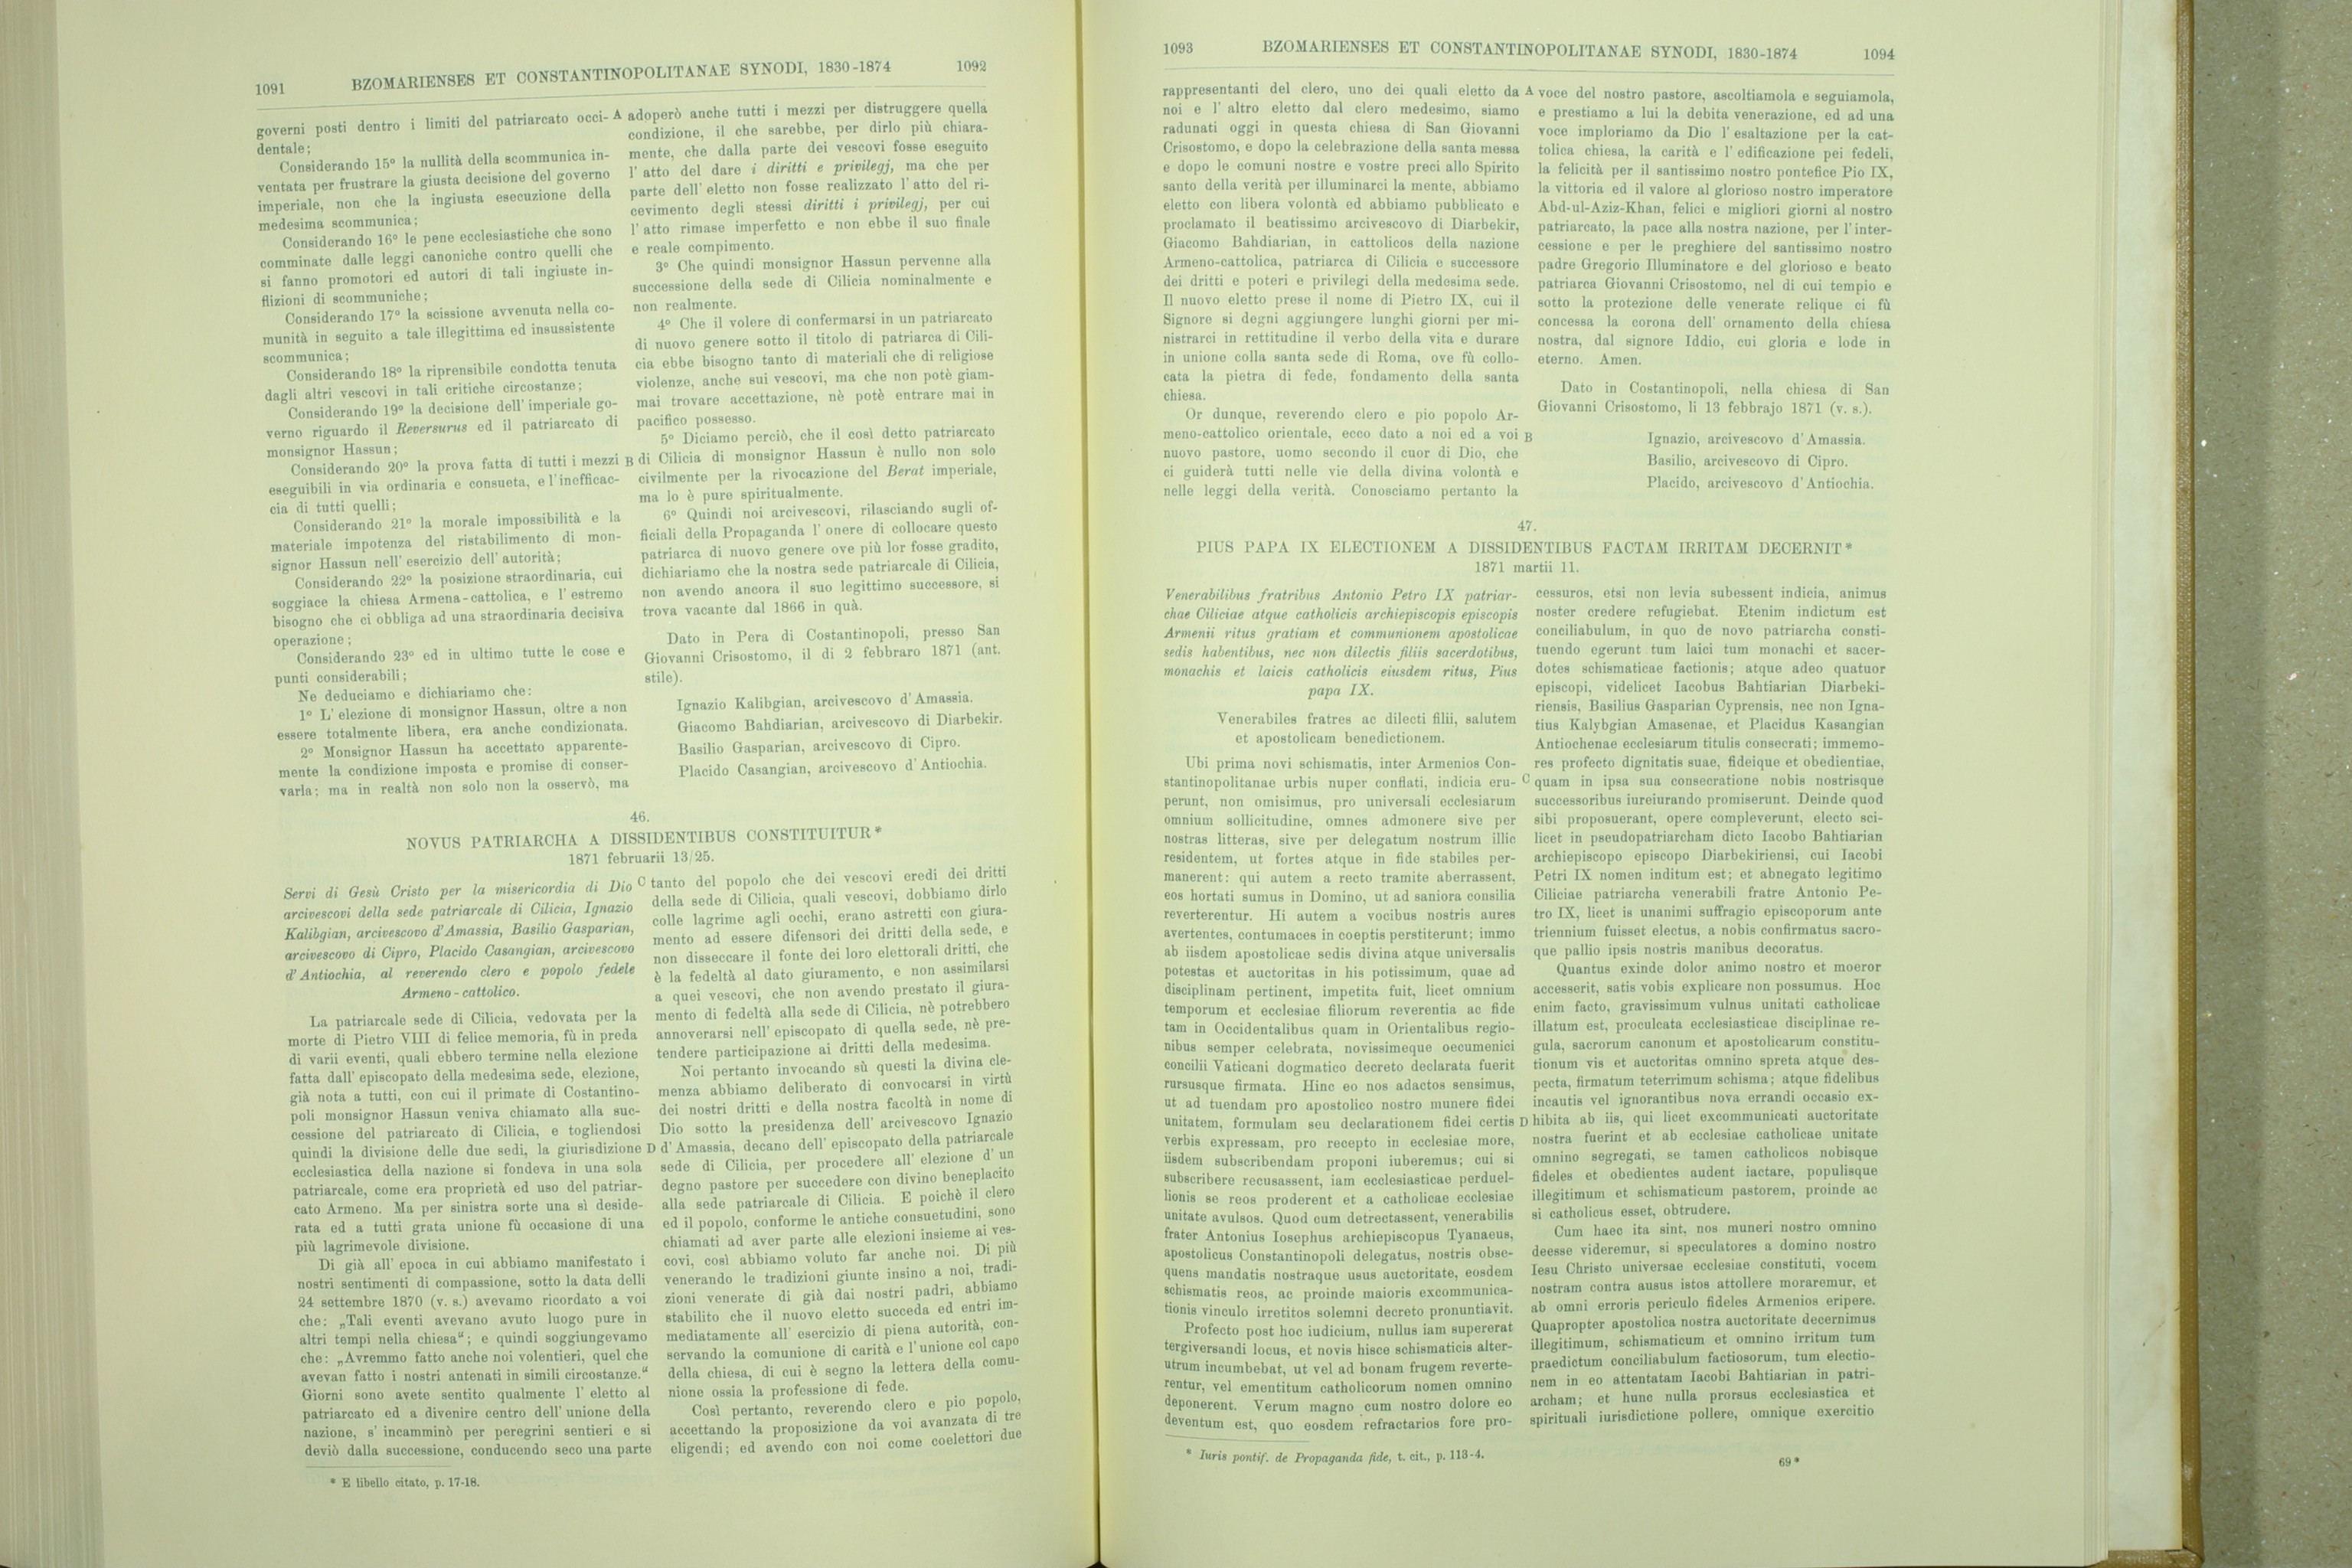 1091
BZOMARIENSES ET CONSTANTINOPOLITANAE SYNODI, 1830-1874
1092
governi posti dentro i limiti del patriarcato occi-
dentale;
Considerando 15º la nullità della scommunica in-
ventata per frustrare la giusta decisione del governo
imperiale, non che la ingiusta esecuzione della
medesima scommunica;
Considerando 16º le pene ecclesiastiche che sono
comminate dalle leggi canoniche contro quelli che
si fanno promotori ed autori di tali ingiuste in-
flizioni di scommuniche;
Considerando 17º la scissione avvenuta nella co-
munità in seguito a tale illegittima ed insussistente
scommunica;
Considerando 18º la riprensibile condotta tenuta
dagli altri vescovi in tali critiche circostanze;
Considerando 19º la decisione dell' imperiale go-
verno riguardo il Reversurus ed il patriarcato di
monsignor Hassun;
Considerando 20º la prova fatta di tutti i mezzi
eseguibili in via ordinaria e consueta, e l' inefficac-
cia di tutti quelli;
Considerando 21º la morale impossibilità e la
materiale impotenza del ristabilimento di mon-
signor Hassun nell' esercizio dell' autorità;
Considerando 22º la posizione straordinaria, cui
soggiace la chiesa Armena-cattolica, e l' estremo
bisogno che ci obbliga ad una straordinaria decisiva
operazione;
Considerando 23º ed in ultimo tutte le cose e
punti considerabili;
Ne deduciamo e dichiariamo che:
1º L' elezione di monsignor Hassun, oltre a non
essere totalmente libera, era anche condizionata.
2º Monsignor Hassun ha accettato apparente-
mente la condizione imposta e promise di conser-
varla; ma in realtà non solo non la osservò, ma
A
B
adoperò anche tutti i mezzi per distruggere quella
condizione, il che sarebbe, per dirlo più chiara-
mente, che dalla parte dei vescovi fosse eseguito
l' atto del dare i diritti e privilegj, ma che per
parte dell' eletto non fosse realizzato l' atto del ri-
cevimento degli stessi diritti i privilegj, per cui
l' atto rimase imperfetto e non ebbe il suo finale
e reale compimento.
3º Che quindi monsignor Hassun pervenne alla
successione della sede di Cilicia nominalmente e
non realmente.
4º Che il volere di confermarsi in un patriarcato
di nuovo genere sotto il titolo di patriarca di Cili-
cia ebbe bisogno tanto di materiali che di religiose
violenze, anche sui vescovi, ma che non potè giam-
mai trovare accettazione, nè potè entrare mai in
pacifico possesso.
5º Diciamo perciò, che il così detto patriarcato
di Cilicia di monsignor Hassun è nullo non solo
civilmente per la rivocazione del Berat imperiale,
ma lo è pure spiritualmente.
6º Quindi noi arcivescovi, rilasciando sugli of-
ficiali della Propaganda l' onere di collocare questo
patriarca di nuovo genere ove più lor fosse gradito,
dichiariamo che la nostra sede patriarcale di Cilicia,
non avendo ancora il suo legittimo successore, si
trova vacante dal 1866 in quà.
Dato in Pera di Costantinopoli, presso San
Giovanni Crisostomo, il di 2 febbraro 1871 (ant.
stile).
Ignazio Kalibgian, arcivescovo d' Amassia.
Giacomo Bahdiarian, arcivescovo di Diarbekir.
Basilio Gasparian, arcivescovo di Cipro.
Placido Casangian, arcivescovo d' Antiochia.
46.
NOVUS PATRIARCHA A DISSIDENTIBUS CONSTITUITUR*
1871 februarii 13/25.
Servi di Gesù Cristo per la misericordia di Dio
arcivescovi della sede patriarcale di Cilicia, Ignazio
Kalibgian, arcivescovo d' Amassia, Basilio Gasparian,
arcivescovo di Cipro, Placido Casangian, arcivescovo
d' Antiochia, al reverendo clero e popolo fedele
Armeno-cattolico.
La patriarcale sede di Cilicia, vedovata per la
morte di Pietro VIII di felice memoria, fù in preda
di varii eventi, quali ebbero termine nella elezione
fatta dall' episcopato della medesima sede, elezione,
già nota a tutti, con cui il primate di Costantino-
poli monsignor Hassun veniva chiamato alla suc-
cessione del patriarcato di Cilicia, e togliendosi
quindi la divisione delle due sedi, la giurisdizione
ecclesiastica della nazione si fondeva in una sola
patriarcale, come era proprietà ed uso del patriar-
cato Armeno. Ma per sinistra sorte una sì deside-
rata ed a tutti grata unione fù occasione di una
più lagrimevole divisione.
Di già all' epoca in cui abbiamo manifestato i
nostri sentimenti di compassione, sotto la data delli
24 settembre 1870 (v. s.) avevamo ricordato a voi
che: „Tali eventi avevano avuto luogo pure in
altri tempi nella chiesa“; e quindi soggiungevamo
che: „Avremmo fatto anche noi volentieri, quel che
avevan fatto i nostri antenati in simili circostanze.“
Giorni sono avete sentito qualmente l' eletto al
patriarcato ed a divenire centro dell' unione della
nazione, s' incamminò per peregrini sentieri e si
deviò dalla successione, conducendo seco una parte
C
D
tanto del popolo che dei vescovi eredi dei dritti
della sede di Cilicia, quali vescovi, dobbiamo dirlo
colle lagrime agli occhi, erano astretti con giura-
mento ad essere difensori dei dritti della sede, e
non disseccare il fonte dei loro elettorali dritti, che
è la fedeltà al dato giuramento, e non assimilarsi
a quei vescovi, che non avendo prestato il giura-
mento di fedeltà alla sede di Cilicia, nè potrebbero
annoverarsi nell' episcopato di quella sede, nè pre-
tendere participazione ai dritti della medesima.
Noi pertanto invocando sù questi la divina cle-
menza abbiamo deliberato di convocarsi in virtù
dei nostri dritti e della nostra facoltà in nome di
Dio sotto la presidenza dell' arcivescovo Ignazio
d' Amassia, decano dell' episcopato della patriarcale
sede di Cilicia, per procedere all' elezione d' un
degno pastore per succedere con divino beneplacito
alla sede patriarcale di Cilicia. E poichè il clero
ed il popolo, conforme le antiche consuetudini, sono
chiamati ad aver parte alle elezioni insieme ai ves-
covi, così abbiamo voluto far anche noi. Di più
venerando le tradizioni giunte insino a noi, tradi-
zioni venerate di già dai nostri padri, abbiamo
stabilito che il nuovo eletto succeda ed entri im-
mediatamente all' esercizio di piena autorità, con-
servando la comunione di carità e l' unione col capo
della chiesa, di cui è segno la lettera della comu-
nione ossia la professione di fede.
Così pertanto, reverendo clero e pio popolo,
accettando la proposizione da voi avanzata di tre
eligendi; ed avendo con noi come coelettori due
* E libello citato, p. 17-18.
1093
BZOMARIENSES ET CONSTANTINOPOLITANAE SYNODI, 1830-1874
1094
rappresentanti del clero, uno dei quali eletto da
noi e l' altro eletto dal clero medesimo, siamo
radunati oggi in questa chiesa di San Giovanni
Crisostomo, e dopo la celebrazione della santa messa
e dopo le comuni nostre e vostre preci allo Spirito
santo della verità per illuminarci la mente, abbiamo
eletto con libera volontà ed abbiamo pubblicato e
proclamato il beatissimo arcivescovo di Diarbekir,
Giacomo Bahdiarian, in cattolicos della nazione
Armeno-cattolica, patriarca di Cilicia e successore
dei dritti e poteri e privilegi della medesima sede.
Il nuovo eletto prese il nome di Pietro IX, cui il
Signore si degni aggiungere lunghi giorni per mi-
nistrarci in rettitudine il verbo della vita e durare
in unione colla santa sede di Roma, ove fù collo-
cata la pietra di fede, fondamento della santa
chiesa.
Or dunque, reverendo clero e pio popolo Ar-
meno-cattolico orientale, ecco dato a noi ed a voi
nuovo pastore, uomo secondo il cuor di Dio, che
ci guiderà tutti nelle vie della divina volontà e
nelle leggi della verità. Conosciamo pertanto la
A
B
voce del nostro pastore, ascoltiamola e seguiamola,
e prestiamo a lui la debita venerazione, ed ad una
voce imploriamo da Dio l' esaltazione per la cat-
tolica chiesa, la carità e l' edificazione pei fedeli,
la felicità per il santissimo nostro pontefice Pio IX,
la vittoria ed il valore al glorioso nostro imperatore
Abd-ul-Aziz-Khan, felici e migliori giorni al nostro
patriarcato, la pace alla nostra nazione, per l' inter-
cessione e per le preghiere del santissimo nostro
padre Gregorio Illuminatore e del glorioso e beato
patriarca Giovanni Crisostomo, nel di cui tempio e
sotto la protezione delle venerate relique ci fù
concessa la corona dell' ornamento della chiesa
nostra, dal signore Iddio, cui gloria e lode in
eterno. Amen.
Dato in Costantinopoli, nella chiesa di San
Giovanni Crisostomo, li 13 febbrajo 1871 (v. s.).
Ignazio, arcivescovo d' Amassia.
Basilio, arcivescovo di Cipro.
Placido, arcivescovo d' Antiochia.
47.
PIUS PAPA IX ELECTIONEM A DISSIDENTIBUS FACTAM IRRITAM DECERNIT*
1871 martii 11.
Venerabilibus fratribus Antonio Petro IX patriar-
chae Ciliciae atque catholicis archiepiscopis episcopis
Armenii ritus gratiam et communionem apostolicae
sedis habentibus, nec non dilectis filiis sacerdotibus,
monachis et laicis catholicis eiusdem ritus, Pius
papa IX.
Venerabiles fratres ac dilecti filii, salutem
et apostolicam benedictionem.
Ubi prima novi schismatis, inter Armenios Con-
stantinopolitanae urbis nuper conflati, indicia eru-
perunt, non omisimus, pro universali ecclesiarum
omnium sollicitudine, omnes admonere sive per
nostras litteras, sive per delegatum nostrum illic
residentem, ut fortes atque in fide stabiles per-
manerent: qui autem a recto tramite aberrassent,
eos hortati sumus in Domino, ut ad saniora consilia
reverterentur. Hi autem a vocibus nostris aures
avertentes, contumaces in coeptis perstiterunt; immo
ab iisdem apostolicae sedis divina atque universalis
potestas et auctoritas in his potissimum, quae ad
disciplinam pertinent, impetita fuit, licet omnium
temporum et ecclesiae filiorum reverentia ac fide
tam in Occidentalibus quam in Orientalibus regio-
nibus semper celebrata, novissimeque oecumenici
concilii Vaticani dogmatico decreto declarata fuerit
rursusque firmata. Hinc eo nos adactos sensimus,
ut ad tuendam pro apostolico nostro munere fidei
unitatem, formulam seu declarationem fidei certis
verbis expressam, pro recepto in ecclesiae more,
iisdem subscribendam proponi iuberemus; cui si
subscribere recusassent, iam ecclesiasticae perduel-
lionis se reos proderent et a catholicae ecclesiae
unitate avulsos. Quod cum detrectassent, venerabilis
frater Antonius Iosephus archiepiscopus Tyanaeus,
apostolicus Constantinopoli delegatus, nostris obse-
quens mandatis nostraque usus auctoritate, eosdem
schismatis reos, ac proinde maioris excommunica-
tionis vinculo irretitos solemni decreto pronuntiavit.
Profecto post hoc iudicium, nullus iam supererat
tergiversandi locus, et novis hisce schismaticis alter-
utrum incumbebat, ut vel ad bonam frugem reverte-
rentur, vel ementitum catholicorum nomen omnino
deponerent. Verum magno cum nostro dolore eo
deventum est, quo eosdem refractarios fore pro-
C
D
cessuros, etsi non levia subessent indicia, animus
noster credere refugiebat. Etenim indictum est
conciliabulum, in quo de novo patriarcha consti-
tuendo egerunt tum laici tum monachi et sacer-
dotes schismaticae factionis; atque adeo quatuor
episcopi, videlicet Iacobus Bahtiarian Diarbeki-
riensis, Basilius Gasparian Cyprensis, nec non Igna-
tius Kalybgian Amasenae, et Placidus Kasangian
Antiochenae ecclesiarum titulis consecrati; immemo-
res profecto dignitatis suae, fideique et obedientiae,
quam in ipsa sua consecratione nobis nostrisque
successoribus iureiurando promiserunt. Deinde quod
sibi proposuerant, opere compleverunt, electo sci-
licet in pseudopatriarcham dicto Iacobo Bahtiarian
archiepiscopo episcopo Diarbekiriensi, cui Iacobi
Petri IX nomen inditum est; et abnegato legitimo
Ciliciae patriarcha venerabili fratre Antonio Pe-
tro IX, licet is unanimi suffragio episcoporum ante
triennium fuisset electus, a nobis confirmatus sacro-
que pallio ipsis nostris manibus decoratus.
Quantus exinde dolor animo nostro et moeror
accesserit, satis vobis explicare non possumus. Hoc
enim facto, gravissimum vulnus unitati catholicae
illatum est, proculcata ecclesiasticae disciplinae re-
gula, sacrorum canonum et apostolicarum constitu-
tionum vis et auctoritas omnino spreta atque des-
pecta, firmatum teterrimum schisma; atque fidelibus
incautis vel ignorantibus nova errandi occasio ex-
hibita ab iis, qui licet excommunicati auctoritate
nostra fuerint et ab ecclesiae catholicae unitate
omnino segregati, se tamen catholicos nobisque
fideles et obedientes audent iactare, populisque
illegitimum et schismaticum pastorem, proinde ac
si catholicus esset, obtrudere.
Cum haec ita sint, nos muneri nostro omnino
deesse videremur, si speculatores a domino nostro
Iesu Christo universae ecclesiae constituti, vocem
nostram contra ausus istos attollere moraremur, et
ab omni erroris periculo fideles Armenios eripere.
Quapropter apostolica nostra auctoritate decernimus
illegitimum, schismaticum et omnino irritum tum
praedictum conciliabulum factiosorum, tum electio-
nem in eo attentatam Iacobi Bahtiarian in patri-
archam; et hunc nulla prorsus ecclesiastica et
spirituali iurisdictione pollere, omnique exercitio
* Iuris pontif. de Propaganda fide, t. cit., p. 113-4.
69*